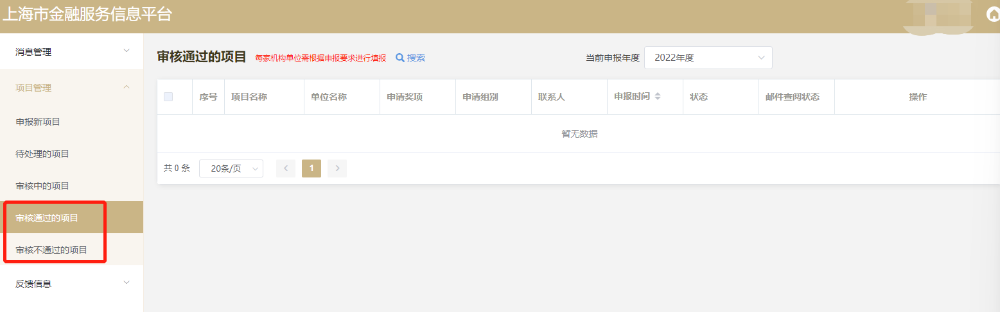 上海市金融服务信息平台
消息管理
项目管理
申报新项目
待处理的项目
审核中的项目
审核通过的项目
审核不通过的项目
反馈信息
审核通过的项目 每家机构单位需根据申报要求进行填报 搜索 当前申报年度 2022年度
序号 项目名称 单位名称 申请奖项 申请组别 联系人 申报时间 状态 邮件查阅状态 操作
暂无数据
共 0 条 20条/页 1